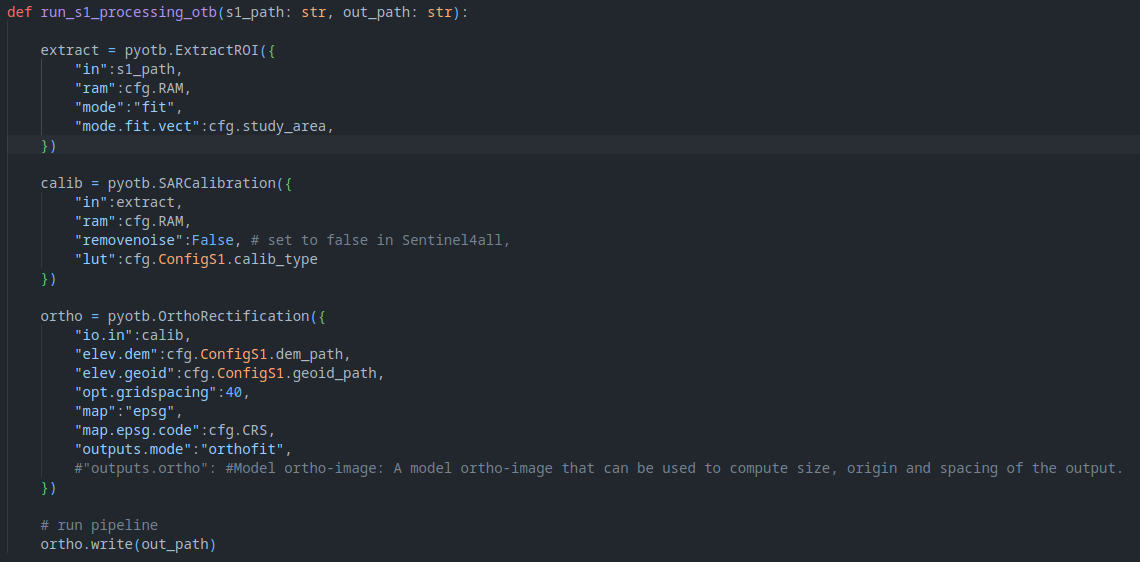 def run_s1_processing_otb(s1_path: str, out_path: str):
    extract = pyotb.ExtractROI({
        "in":s1_path,
        "ram":cfg.RAM,
        "mode":"fit",
        "mode.fit.vect":cfg.study_area,
    })
    calib = pyotb.SARCalibration({
        "in":extract,
        "ram":cfg.RAM,
        "removenoise":False, # set to false in Sentinel4all,
        "lut":cfg.ConfigS1.calib_type
    })
    ortho = pyotb.OrthoRectification({
        "io.in":calib,
        "elev.dem":cfg.ConfigS1.dem_path,
        "elev.geoid":cfg.ConfigS1.geoid_path,
        "opt.gridspacing":40,
        "map":"epsg",
        "map.epsg.code":cfg.CRS,
        "outputs.mode":"orthofit",
        #"outputs.ortho": #Model ortho-image: A model ortho-image that can be used to compute size, origin and spacing of the output.
    })
    # run pipeline
    ortho.write(out_path)